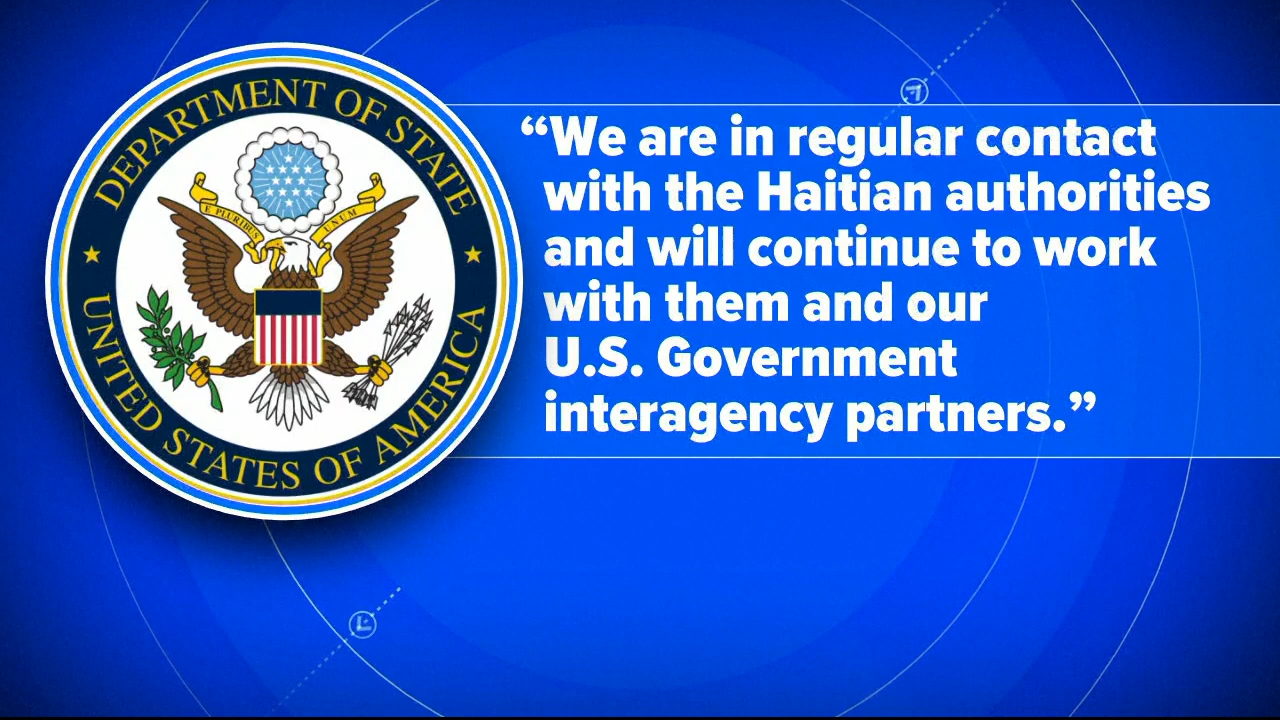 DEPARTMENT OF STATE
E PLURIBUS UNUM
UNITED STATES OF AMERICA
“We are in regular contact
with the Haitian authorities
and will continue to work
with them and our
U.S. Government
interagency partners.”